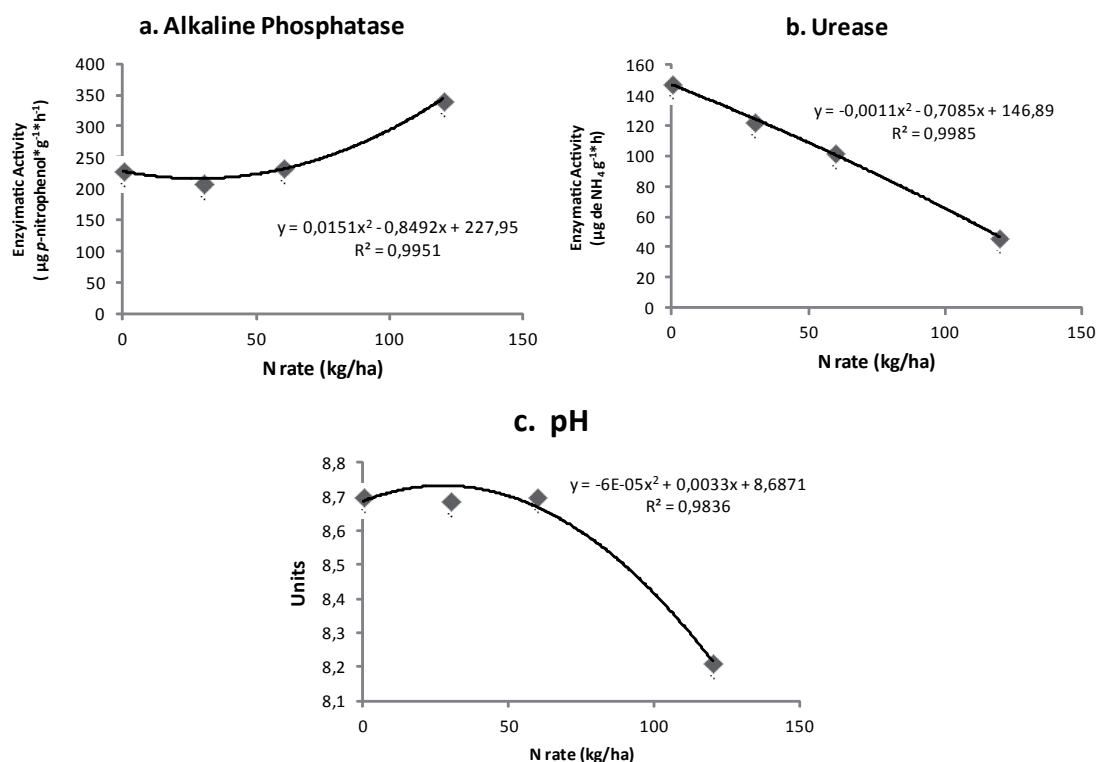 a. Alkaline Phosphatase
Enzyimatic Activity
( µg p-nitrophenol* g⁻¹* h⁻¹)
400
350
300
250
200
150
100
50
0
y = 0,0151x² - 0,8492x + 227,95
R² = 0,9951
0 50 100 150
N rate (kg/ha)
b. Urease
Enzymatic Activity
(µg de NH₄ g⁻¹* h)
160
140
120
100
80
60
40
20
0
y = -0,0011x² - 0,7085x + 146,89
R² = 0,9985
0 50 100 150
N rate (kg/ha)
c. pH
Units
8,8
8,7
8,6
8,5
8,4
8,3
8,2
8,1
y = -6E-05x² + 0,0033x + 8,6871
R² = 0,9836
0 50 100 150
N rate (kg/ha)